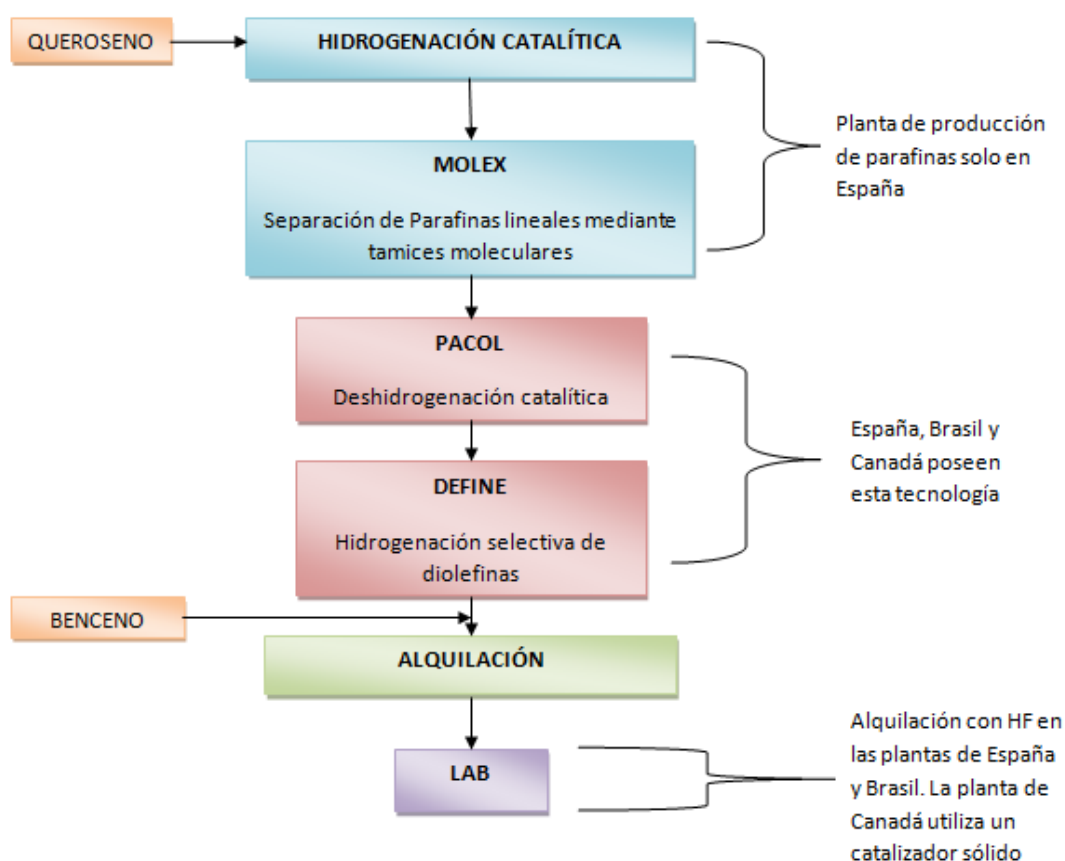 QUEROSENO
HIDROGENACIÓN CATALÍTICA
MOLEX
Separación de Parafinas lineales mediante
tamices moleculares
Planta de producción
de parafinas solo en
España
PACOL
Deshidrogenación catalítica
DEFINE
Hidrogenación selectiva de
diolefinas
España, Brasil y
Canadá poseen
esta tecnología
BENCENO
ALQUILACIÓN
LAB
Alquilación con HF en
las plantas de España
y Brasil. La planta de
Canadá utiliza un
catalizador sólido